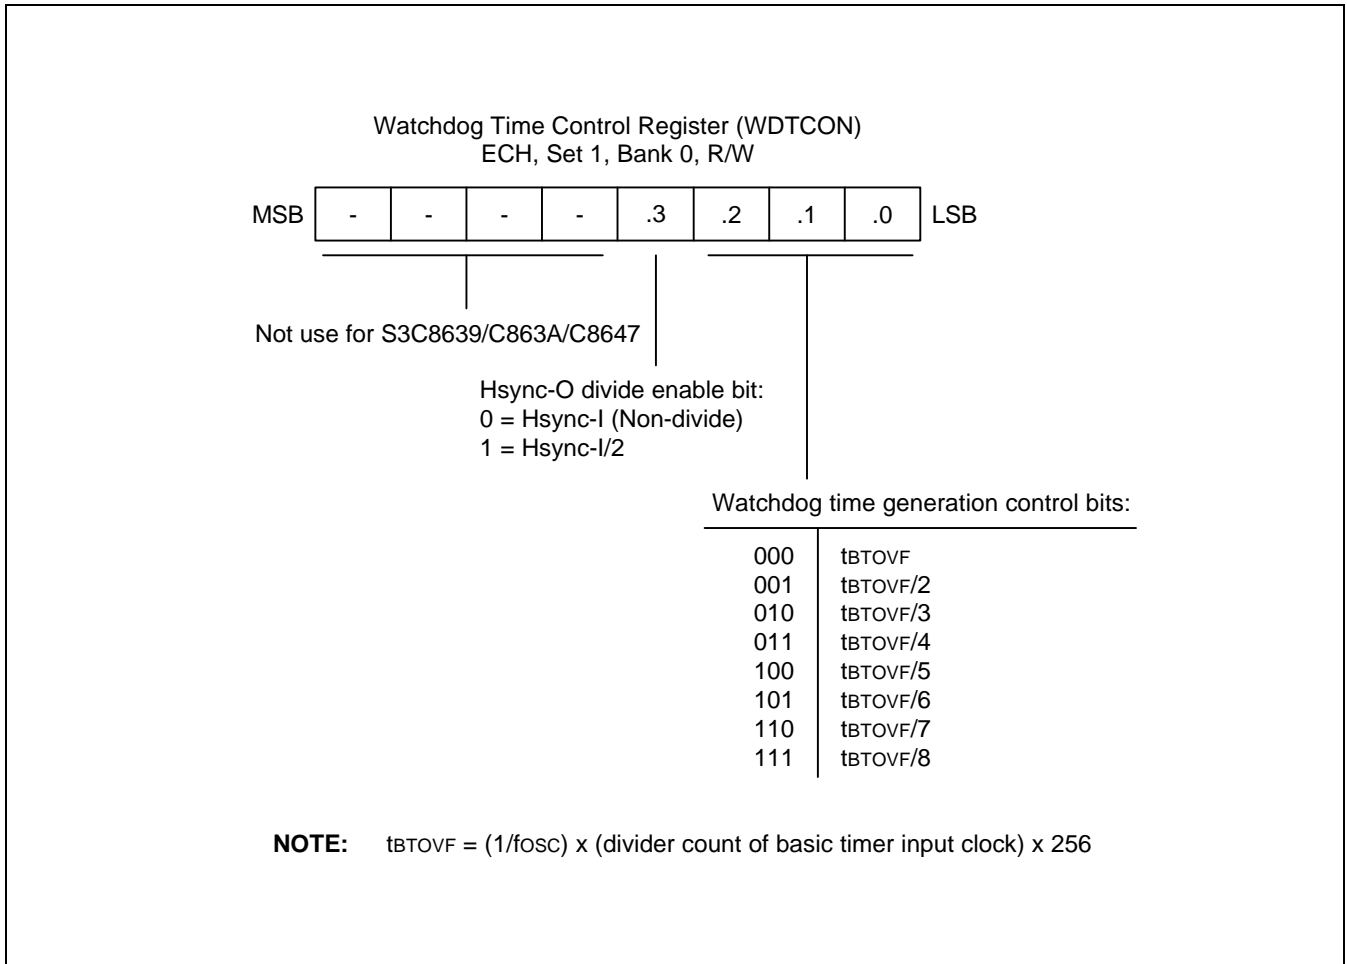 Watchdog Time Control Register (WDTCON)
ECH, Set 1, Bank 0, R/W
MSB - - - - .3 .2 .1 .0 LSB
Not use for S3C8639/C863A/C8647
Hsync-O divide enable bit:
0 = Hsync-I (Non-divide)
1 = Hsync-I/2
Watchdog time generation control bits:
000 tBTOVF
001 tBTOVF/2
010 tBTOVF/3
011 tBTOVF/4
100 tBTOVF/5
101 tBTOVF/6
110 tBTOVF/7
111 tBTOVF/8
NOTE: tBTOVF = (1/fOSC) x (divider count of basic timer input clock) x 256